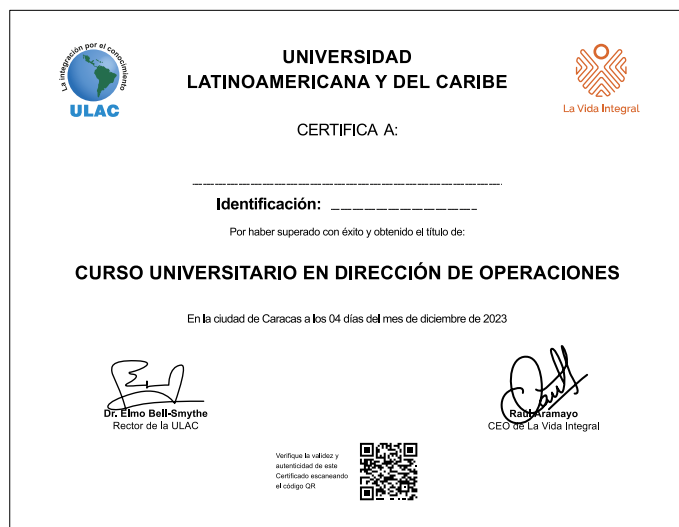 La integración por el conocimiento
ULAC
UNIVERSIDAD
LATINOAMERICANA Y DEL CARIBE
La Vida Integral
CERTIFICA A:
Identificación:
Por haber superado con éxito y obtenido el título de:
CURSO UNIVERSITARIO EN DIRECCIÓN DE OPERACIONES
En la ciudad de Caracas a los 04 días del mes de diciembre de 2023
Dr. Elmo Bell-Smythe
Rector de la ULAC
Raúl Aramayo
CEO de La Vida Integral
Verifique la validez y
autenticidad de este
Certificado escaneando
el código QR